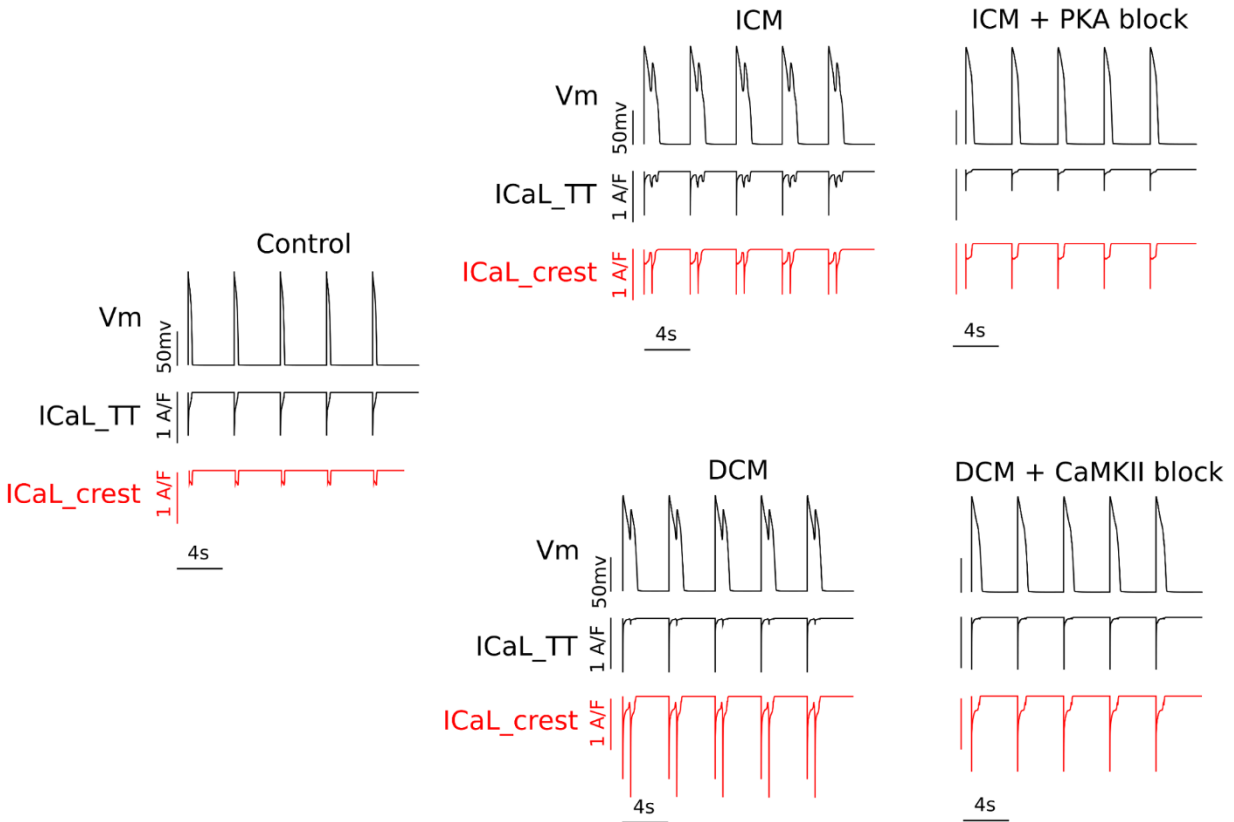 ICM
ICM + PKA block
Vm
50mv
ICaL_TT
1 A/F
ICaL_crest
1 A/F
4s
4s
Control
Vm
50mv
ICaL_TT
1 A/F
ICaL_crest
1 A/F
4s
DCM
DCM + CaMKII block
Vm
50mv
ICaL_TT
1 A/F
ICaL_crest
1 A/F
4s
4s